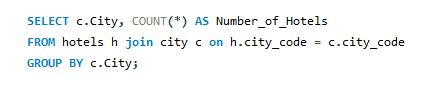 SELECT c.City, COUNT(*) AS Number_of_Hotels
FROM hotels h join city c on h.city_code = c.city_code
GROUP BY c.City;